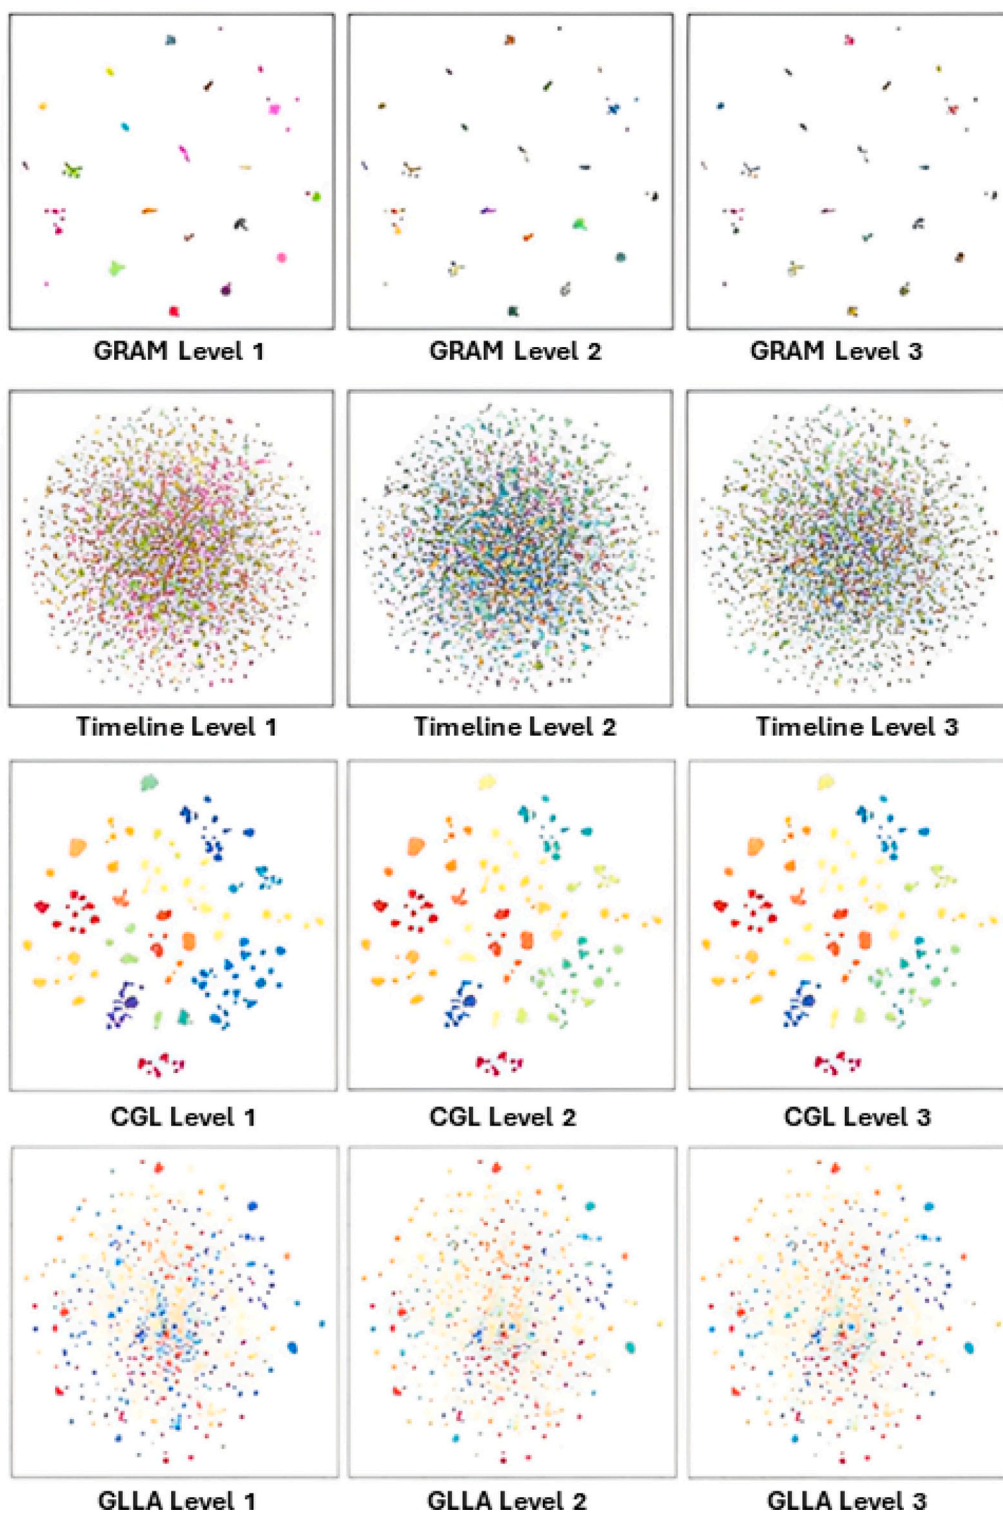 GRAM Level 1
GRAM Level 2
GRAM Level 3
Timeline Level 1
Timeline Level 2
Timeline Level 3
CGL Level 1
CGL Level 2
CGL Level 3
GLLA Level 1
GLLA Level 2
GLLA Level 3